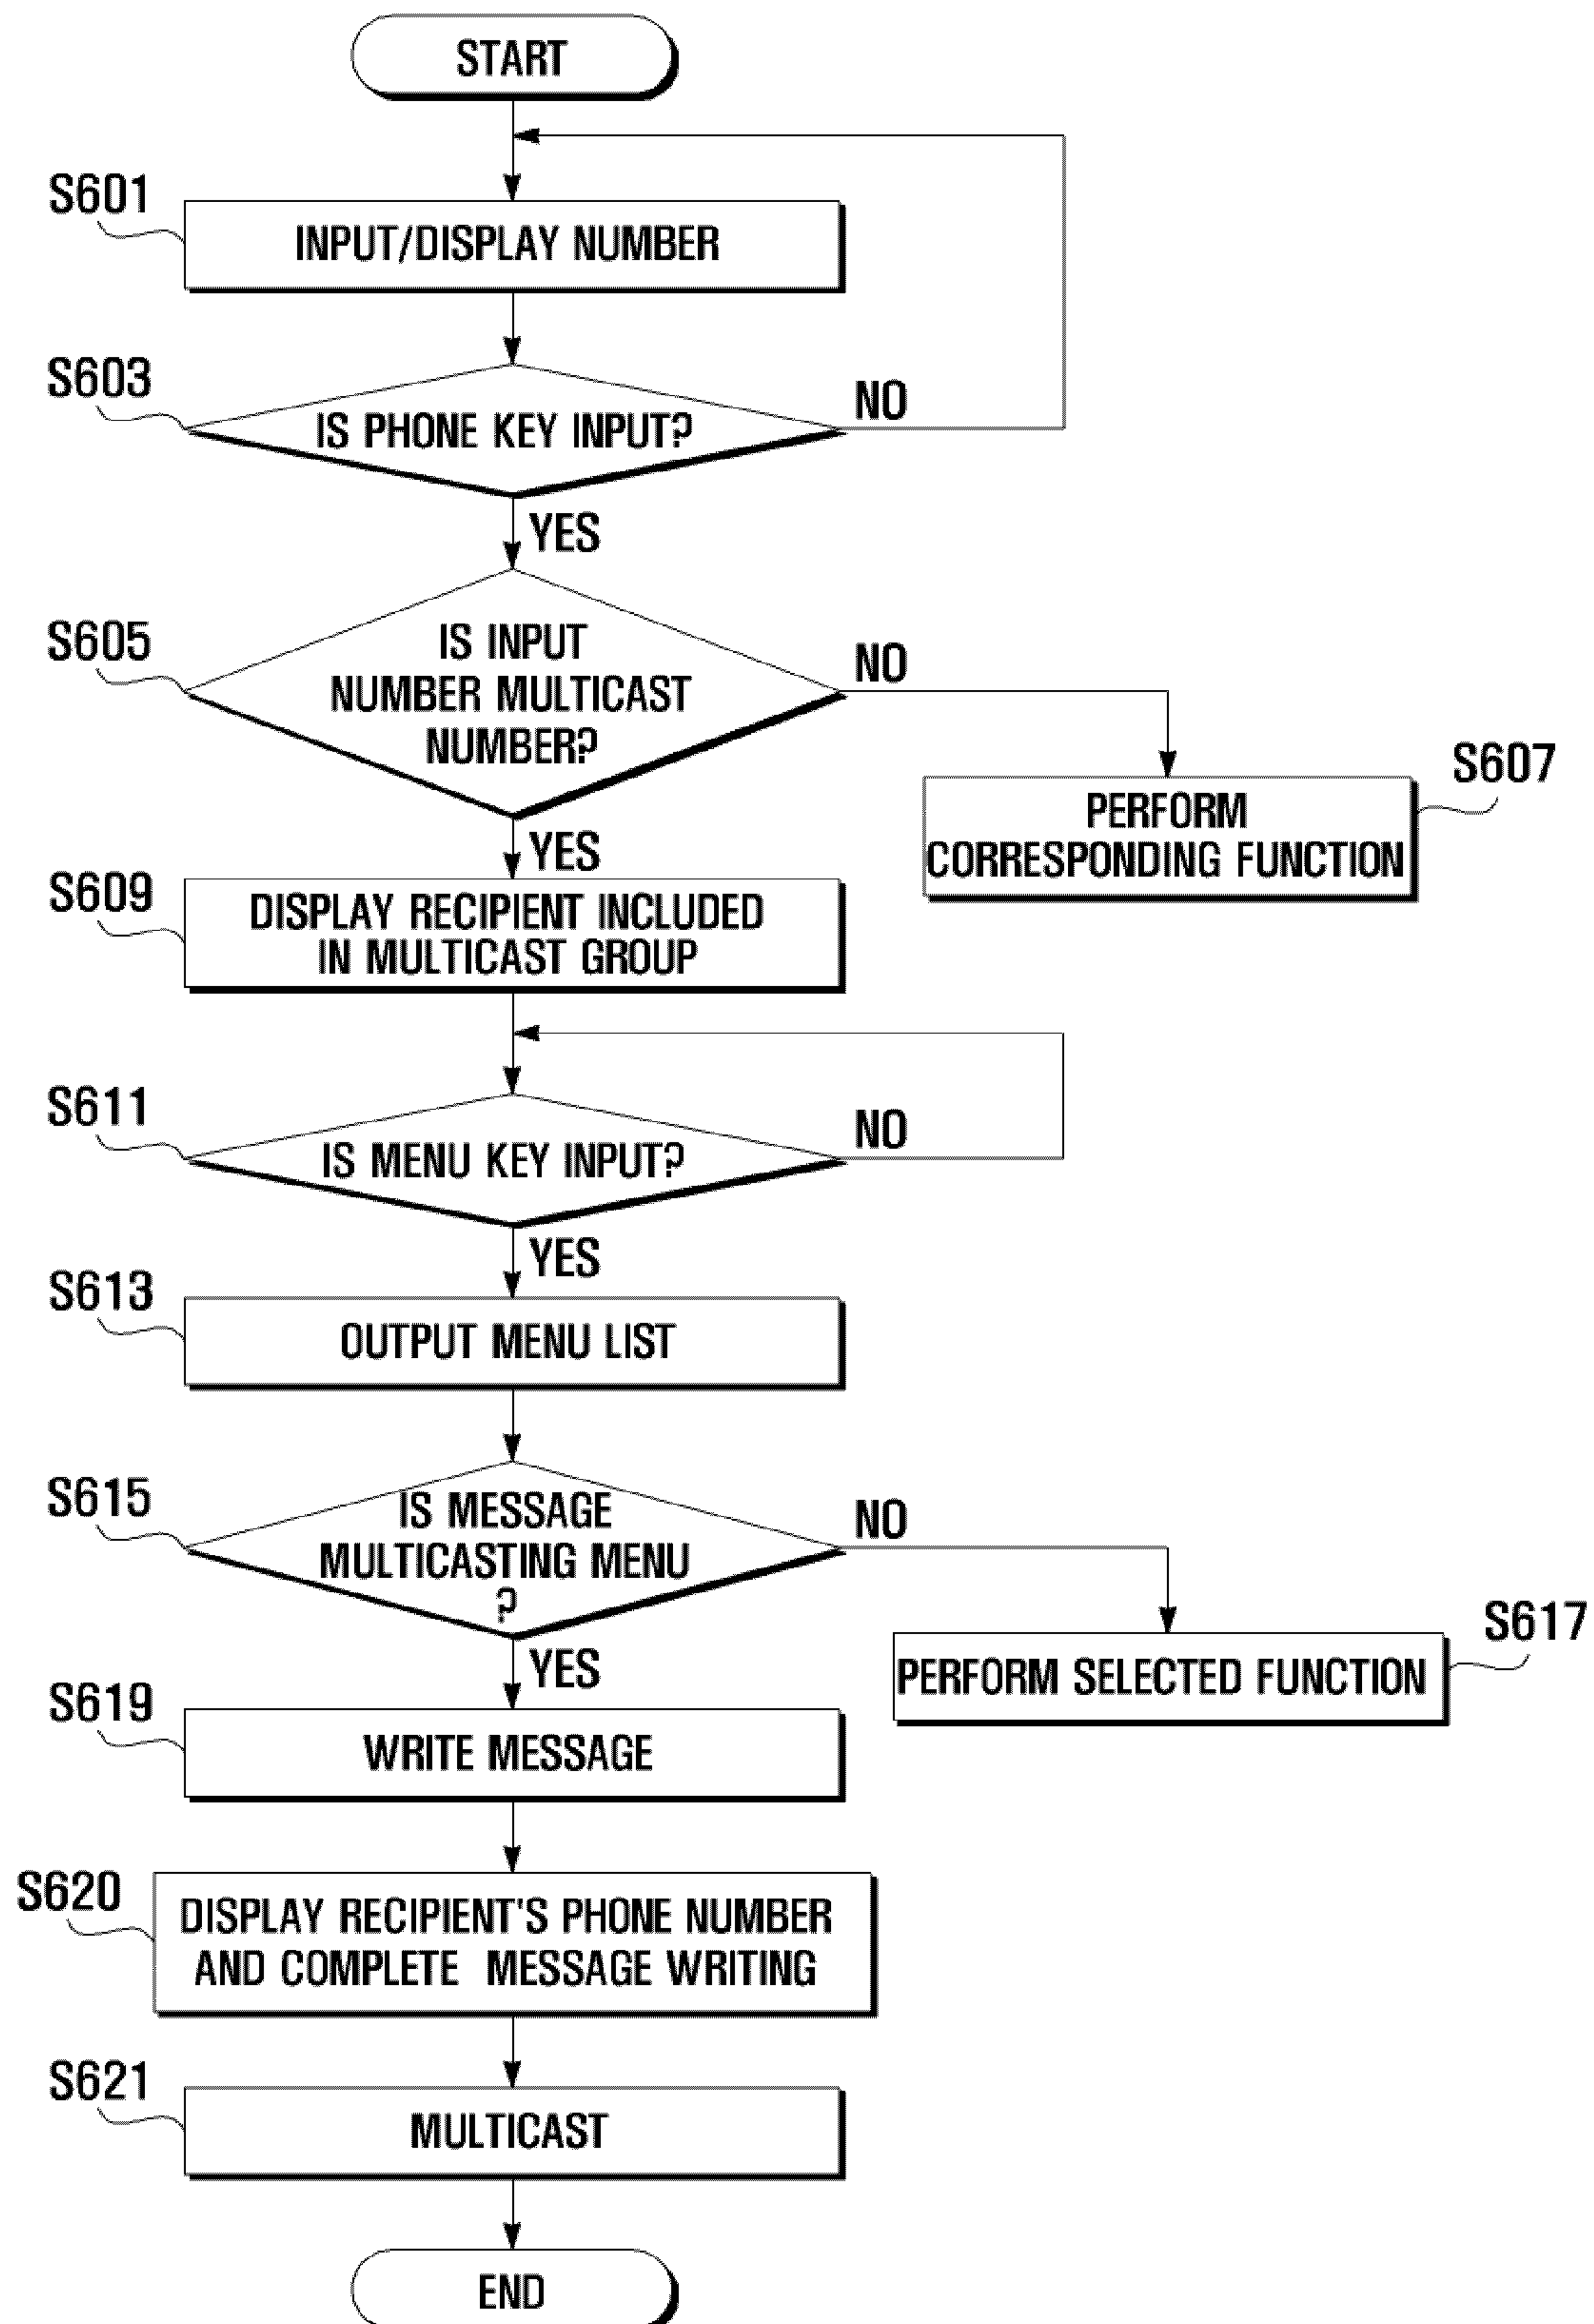 START
S601
INPUT/DISPLAY NUMBER
S603
IS PHONE KEY INPUT?
NO
YES
S605
IS INPUT
NUMBER MULTICAST
NUMBER?
NO
S607
PERFORM
CORRESPONDING FUNCTION
YES
S609
DISPLAY RECIPIENT INCLUDED
IN MULTICAST GROUP
S611
IS MENU KEY INPUT?
NO
YES
S613
OUTPUT MENU LIST
S615
IS MESSAGE
MULTICASTING MENU
?
NO
S617
PERFORM SELECTED FUNCTION
YES
S619
WRITE MESSAGE
S620
DISPLAY RECIPIENT'S PHONE NUMBER
AND COMPLETE MESSAGE WRITING
S621
MULTICAST
END